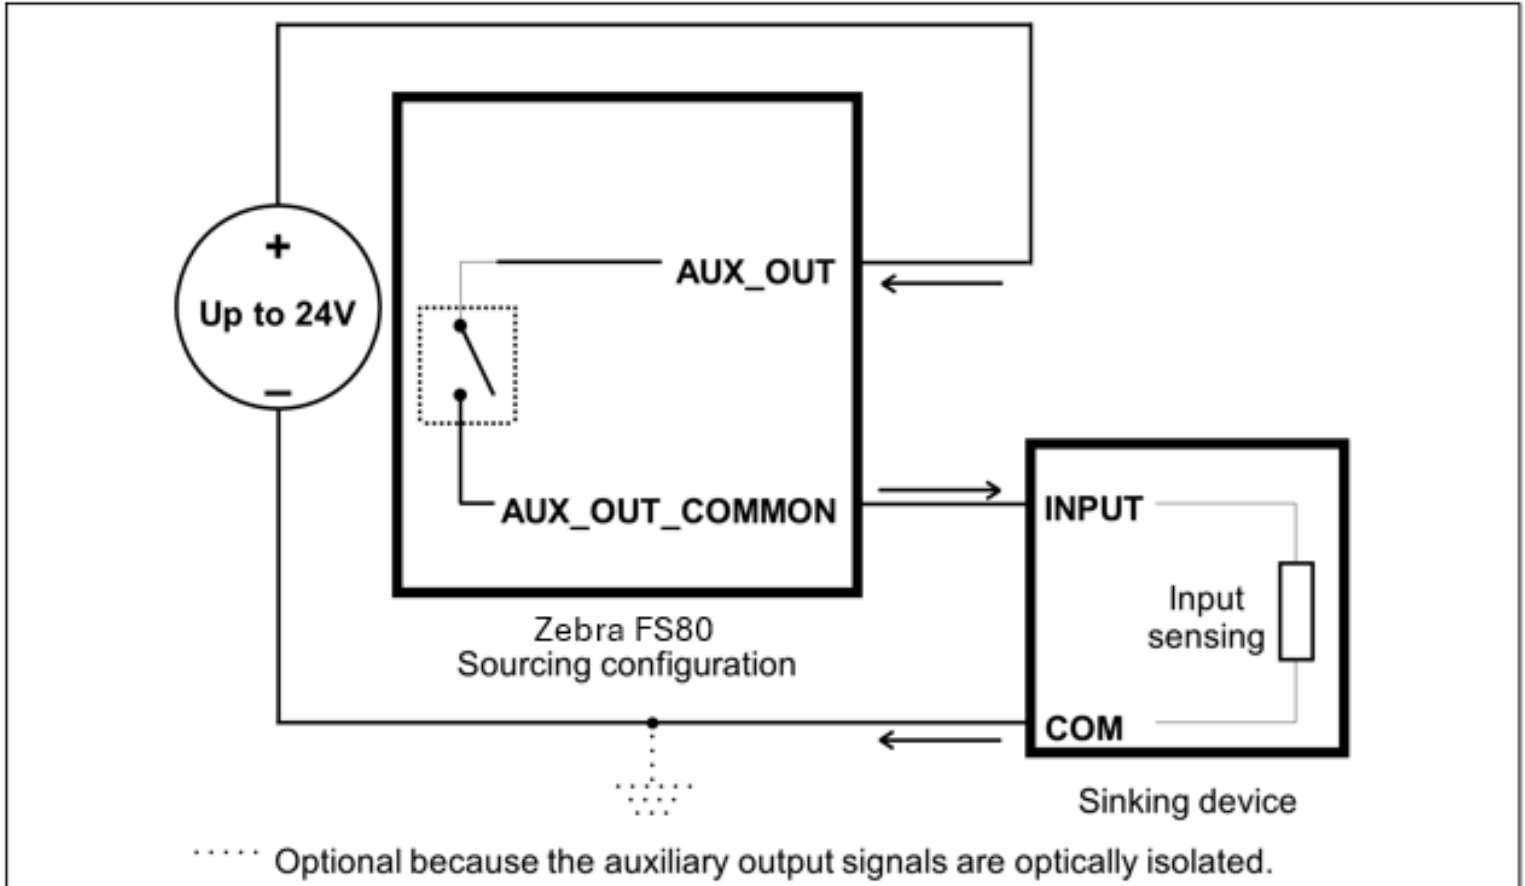 +
Up to 24V
–
AUX_OUT
AUX_OUT_COMMON
Zebra FS80
Sourcing configuration
INPUT
Input
sensing
COM
Sinking device
Optional because the auxiliary output signals are optically isolated.